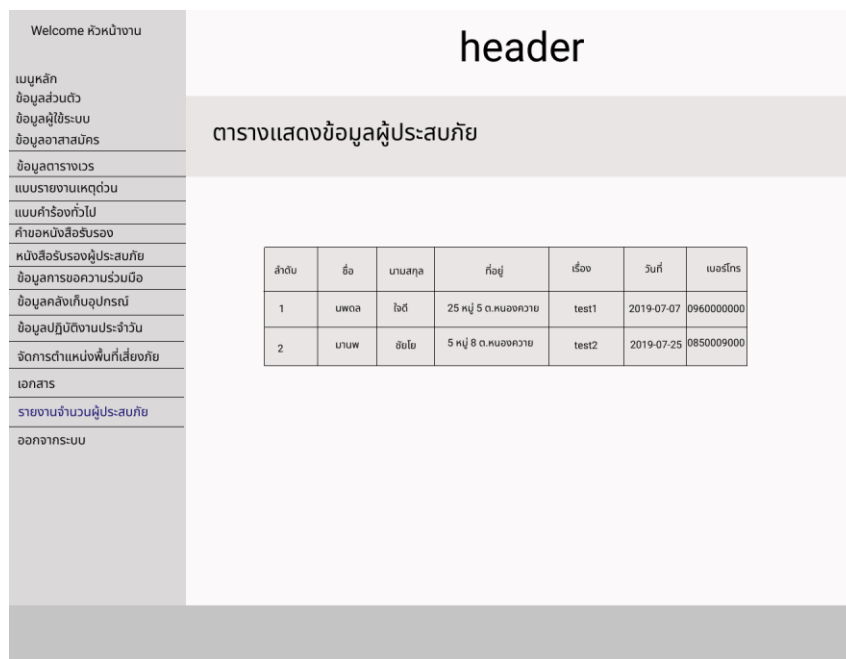 Welcome หัวหน้างาน
header
เมนูหลัก
ข้อมูลส่วนตัว
ข้อมูลผู้ใช้ระบบ
ข้อมูลอาสาสมัคร
ข้อมูลตารางเวร
แบบรายงานเหตุด่วน
แบบคำร้องทั่วไป
คำขอหนังสือรับรอง
หนังสือรับรองผู้ประสบภัย
ข้อมูลการขอความร่วมมือ
ข้อมูลคลังเก็บอุปกรณ์
ข้อมูลปฏิบัติงานประจำวัน
จัดการตำแหน่งพื้นที่เสี่ยงภัย
เอกสาร
รายงานจำนวนผู้ประสบภัย
ออกจากระบบ
ตารางแสดงข้อมูลผู้ประสบภัย
ลำดับ ชื่อ นามสกุล ที่อยู่ เรื่อง วันที่ เบอร์โทร
1 นพดล ใจดี 25 หมู่ 5 ต.หนองควาย test1 2019-07-07 0960000000
2 มานพ ชัยโย 5 หมู่ 8 ต.หนองควาย test2 2019-07-25 0850009000